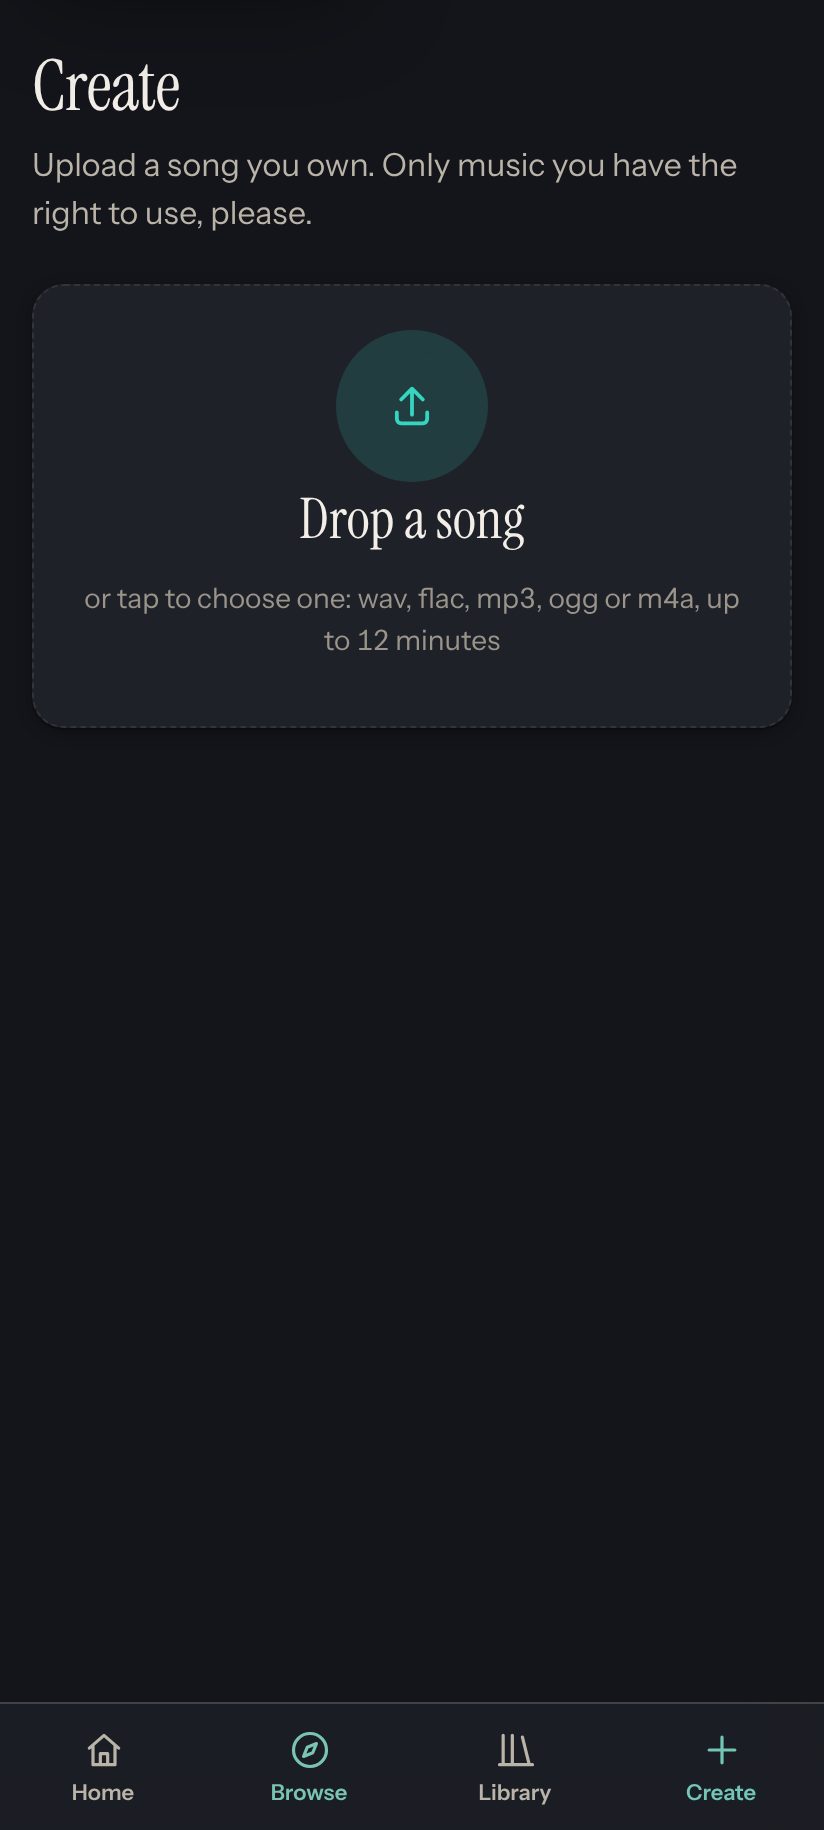 Create
Upload a song you own. Only music you have the
right to use, please.
Drop a song
or tap to choose one: wav, flac, mp3, ogg or m4a, up
to 12 minutes
Home
Browse
Library
Create